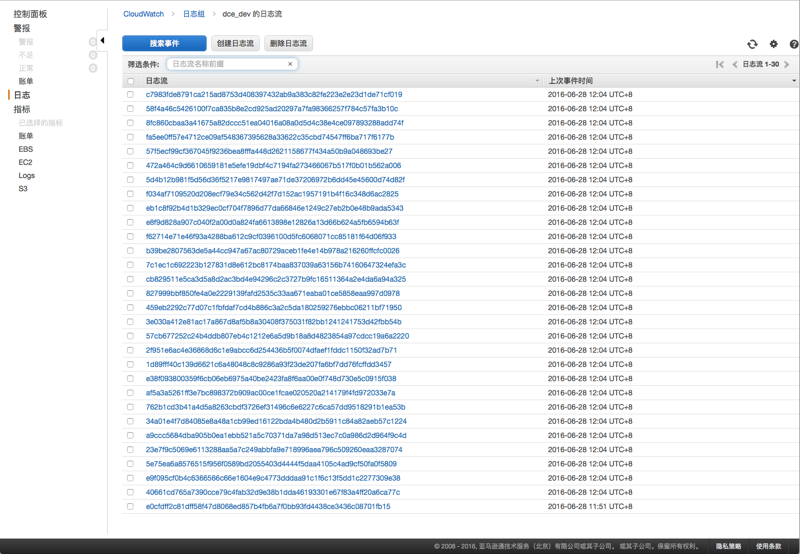 控制面板
警报
警报 0
不足 0
正常 0
账单
日志
指标
已选择的指标
账单
EBS
EC2
Logs
S3
CloudWatch 日志组 dce_dev 的日志流
搜索事件 创建日志流 删除日志流
筛选条件: 日志流名称前缀 × 日志流 1-30
日志流 上次事件时间
c7983fde8791ca215ad8753d408397432ab9a383c82fe223e2e23d1de71cf019 2016-06-28 12:04 UTC+8
58f4a46c5426100f7ca835b8e2cd925ad20297a7fa98366257f784c57fa3b10c 2016-06-28 12:04 UTC+8
8fc860cbaa3a41675a82dccc51ea04016a08a0d5d4c38e4ce097893288add74f 2016-06-28 12:04 UTC+8
fa5ee0ff57e4712ce09af548367395628a33622c35cbd74547ff6ba717f6177b 2016-06-28 12:04 UTC+8
57f5ecf99cf367045f9236bea8fffa448d2621158677f434a50b9a048693be27 2016-06-28 12:04 UTC+8
472a464c9d6610659181e5efe19dbf4c7194fa273466067b517f0b01b562a006 2016-06-28 12:04 UTC+8
5d4b12b981f5d56d36f5217e9817497ae71de37206972b6dd45e45600d74d82f 2016-06-28 12:04 UTC+8
f034af7109520d208ecf79e34c562d42f7d152ac1957191b4f16c348d6ac2825 2016-06-28 12:04 UTC+8
eb1c8f92b4d1b329ec0cf704f7896d77da66846e1249c27eb2b0e48b9ada5343 2016-06-28 12:04 UTC+8
e8f9d828a907c040f2a00d0a824fa6613898e12826a13d66b624a5fb6594b63f 2016-06-28 12:04 UTC+8
f62714e71e46f93a4288ba612c9cf0396100d5fc6068071cc85181f64d06f933 2016-06-28 12:04 UTC+8
b39be2807563de5a44cc947a67ac80729aceb1fe4e14b978a216260ffcfc0026 2016-06-28 12:04 UTC+8
7c1ec1c692223b127831d8e612bc8174baa837039a63156b74160647324efa3c 2016-06-28 12:04 UTC+8
cb829511e5ca3d5a8d2ac3bd4e94296c2c3727b9fc16511364a2e4da6a94a325 2016-06-28 12:04 UTC+8
827999bbf850fe4a0e2229139fafd2535c33aa671eaba01ce5858eaa997d0978 2016-06-28 12:04 UTC+8
459eb2292c77d07c1fbfdaf7cd4b886c3a2c5da180259276ebbc06211bf71950 2016-06-28 12:04 UTC+8
3e030a412e81ac17a867d8af5b8a30408f375031f82bb1241241753d42fbb54b 2016-06-28 12:04 UTC+8
57cb677252c24b4ddb807eb4c1212e6a5d9b18a8d4823854a97cdcc19a6a2220 2016-06-28 12:04 UTC+8
2f951e6ac4e36868d6c1e9abcc6d254436b5f0074dfaef1fddc1150f32ad7b71 2016-06-28 12:04 UTC+8
1d89fff40c139d6621c6a48048c8c9286a93f23de207fa6bf7dd76fcffdd3457 2016-06-28 12:04 UTC+8
e38f093800359f6cb06eb6975a40be2423fa8f6aa00e0f748d730e5c0915f038 2016-06-28 12:04 UTC+8
af5a3a5261ff3e7bc898372b909ac00ce1fcae020520a214179f4fd972033e7a 2016-06-28 12:04 UTC+8
762b1cd3b41a4d5a8263cbdf3726ef31496c6e6227c6ca57dd9518291b1ea53b 2016-06-28 12:04 UTC+8
34a01e4f7d84085e8a48a1cb99ed16122bda4b480d2b5911c84a82aeb57c1224 2016-06-28 12:04 UTC+8
a9ccc5684dba905b0ea1ebb521a5c70371da7a98d513ec7c0a986d2d964f9c4d 2016-06-28 12:04 UTC+8
23e7f9c5069e6113288aa5a7c249abbfa9e718996aea796c509260eaa3287074 2016-06-28 12:04 UTC+8
5e75ea6a8576515f956f0589bd2055403d4444f5daa4105c4ad9cf50fa0f5809 2016-06-28 12:04 UTC+8
e9f095cf0b4c6366566c66e1604e9c4773dddaa91c1f6c13f5dd1c2277309e38 2016-06-28 12:04 UTC+8
40661cd765a7390cce79c4fab32d9e38b1dda46193301e67f83a4ff20a6ca77c 2016-06-28 12:04 UTC+8
e0cfdff2c81dff58f47d8068ed857b4fb6a7f0bb93fd4438ce3436c08701fb15 2016-06-28 11:51 UTC+8
© 2008 - 2016, 亚马逊通技术服务（北京）有限公司或其子公司。 或其子公司。保留所有权利。 隐私策略 使用条款